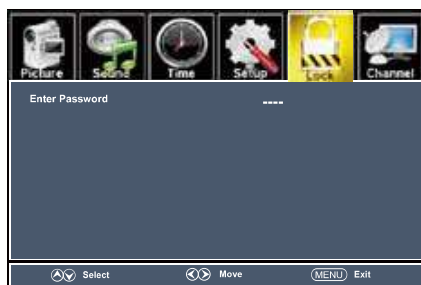 Picture Sound Time Setup Lock Channel
Enter Password ----
Select Move MENU Exit